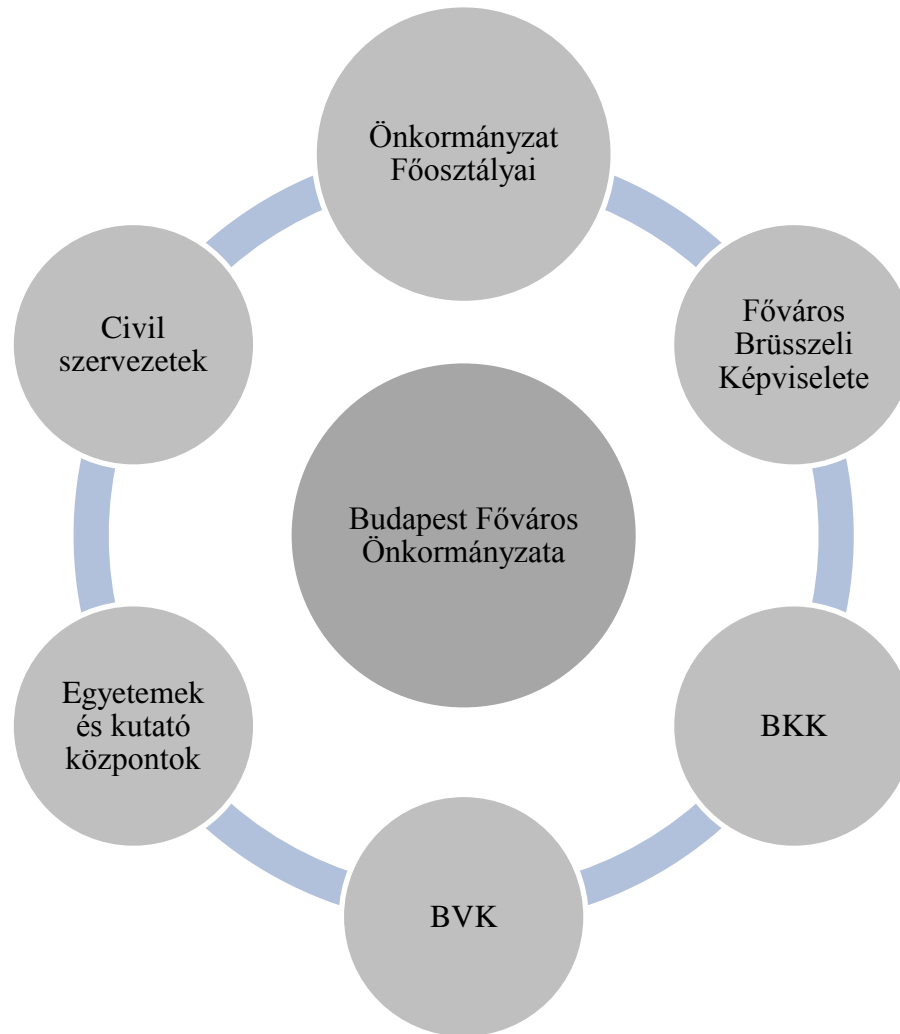 Önkormányzat
Főosztályai
Főváros
Brüsszeli
Képviselete
BKK
BVK
Egyetemek
és kutató
központok
Civil
szervezetek
Budapest Főváros
Önkormányzata